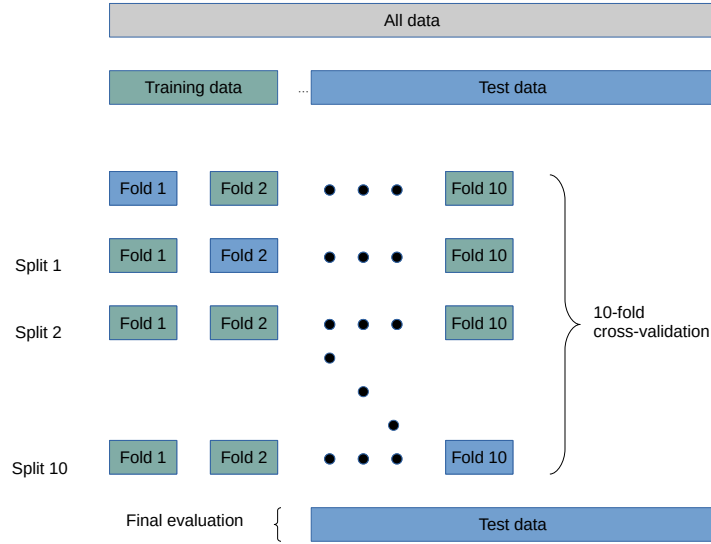 All data
Training data ... Test data
Fold 1 Fold 2 Fold 10
Split 1 Fold 1 Fold 2 Fold 10
Split 2 Fold 1 Fold 2 Fold 10
10-fold
cross-validation
Split 10 Fold 1 Fold 2 Fold 10
Final evaluation Test data